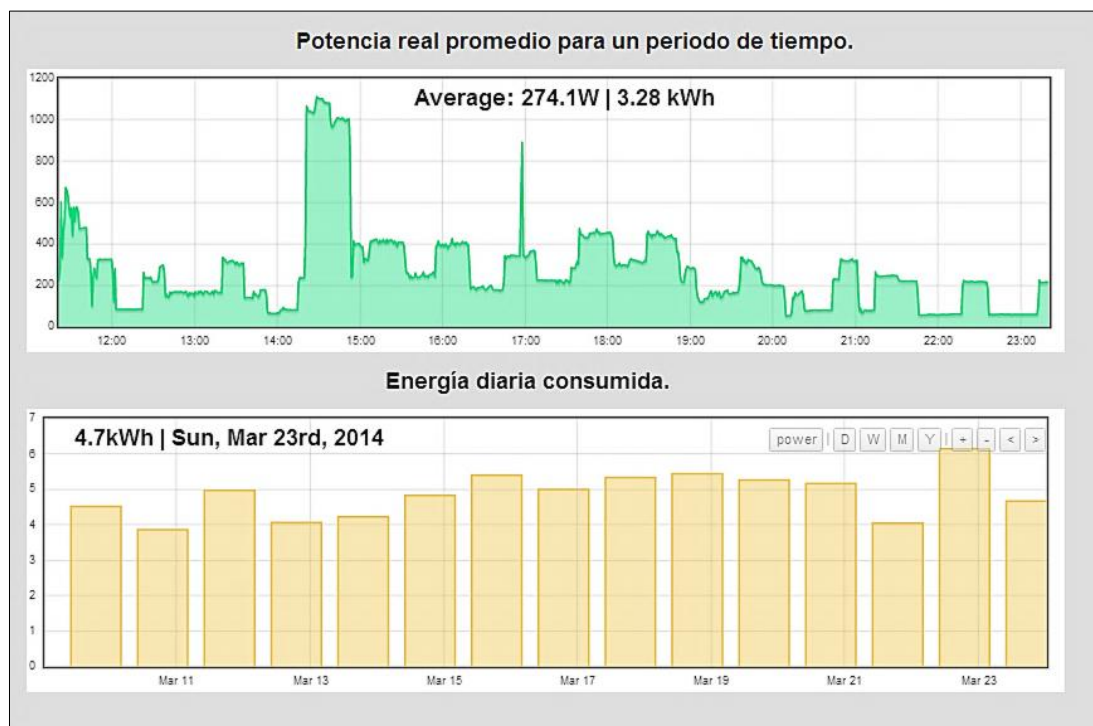 Potencia real promedio para un periodo de tiempo.
1200
Average: 274.1W | 3.28 kWh
1000
800
600
400
200
0
12:00 13:00 14:00 15:00 16:00 17:00 18:00 19:00 20:00 21:00 22:00 23:00
Energía diaria consumida.
7
4.7kWh | Sun, Mar 23rd, 2014
power | D W M Y | + - < >
6
5
4
3
2
1
0
Mar 11 Mar 13 Mar 15 Mar 17 Mar 19 Mar 21 Mar 23